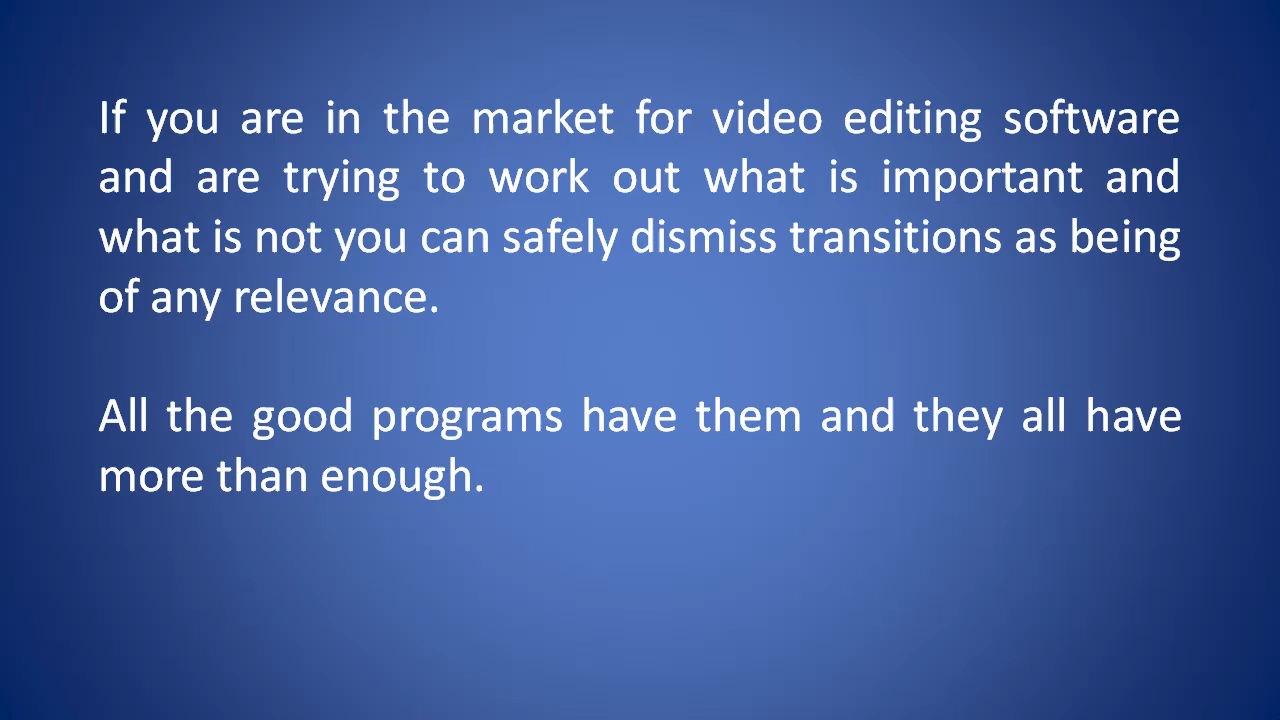 If you are in the market for video editing software
and are trying to work out what is important and
what is not you can safely dismiss transitions as being
of any relevance.
All the good programs have them and they all have
more than enough.